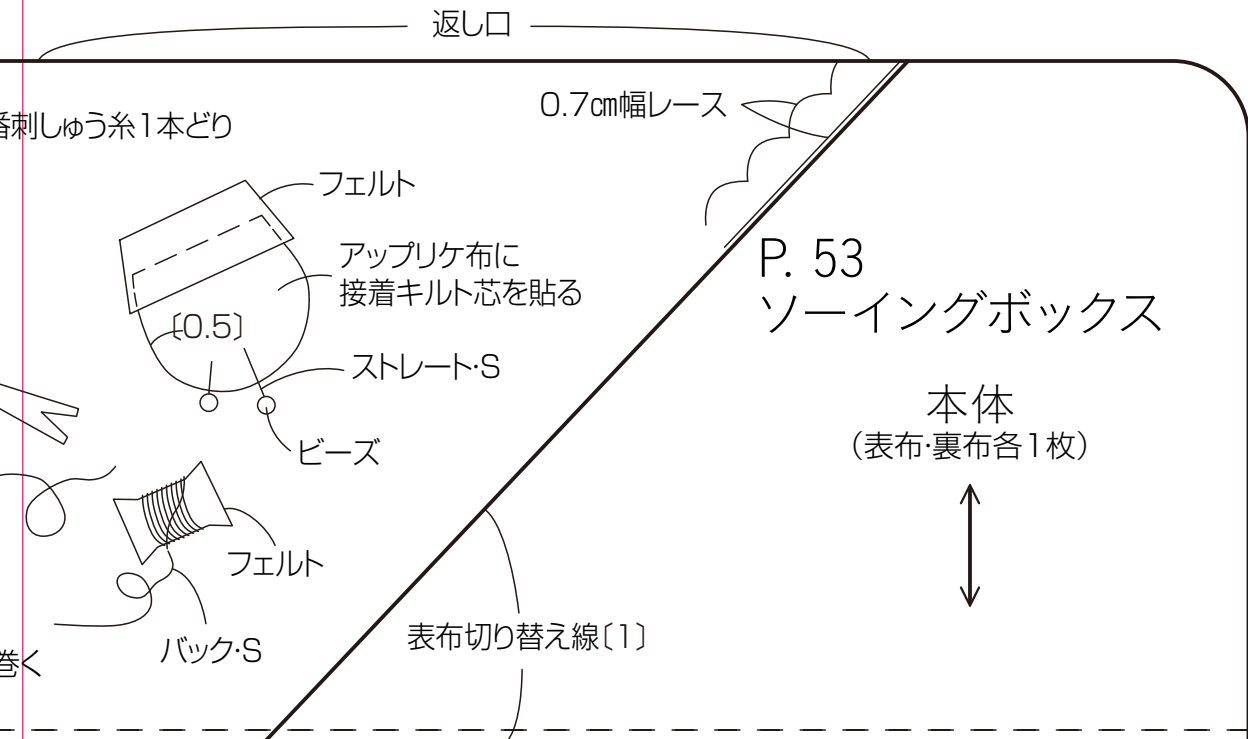 返し口
0.7㎝幅レース
刺しゅう糸1本どり
フェルト
アップリケ布に
接着キルト芯を貼る
〔0.5〕
ストレート・S
ビーズ
フェルト
バック・S
巻く
表布切り替え線〔1〕
P. 53
ソーイングボックス
本体
（表布・裏布各1枚）